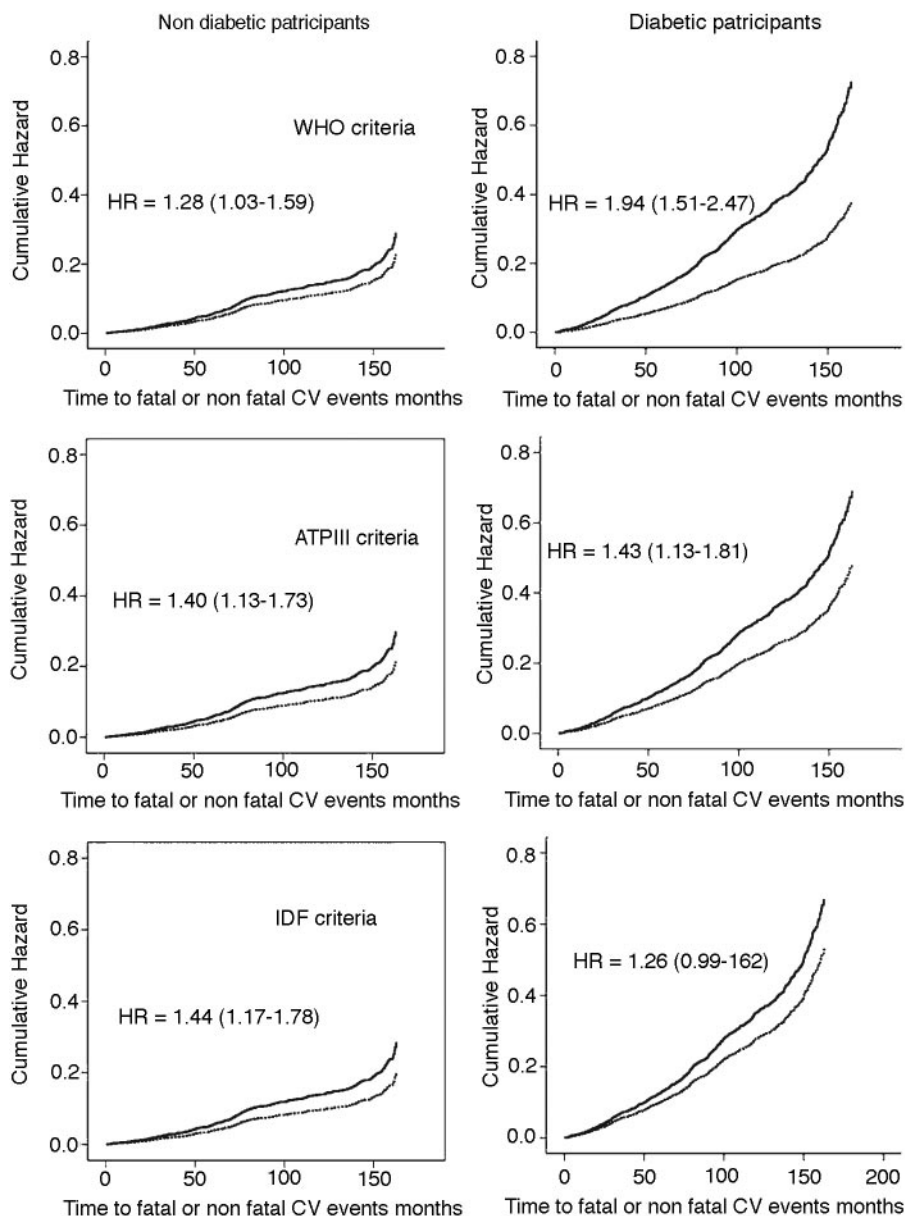 Non diabetic patricipants
Cumulative Hazard
0.8
0.6
0.4
0.2
0.0
WHO criteria
HR = 1.28 (1.03-1.59)
0
50
100
150
Time to fatal or non fatal CV events months
Diabetic patricipants
Cumulative Hazard
0.8
0.6
0.4
0.2
0.0
HR = 1.94 (1.51-2.47)
0
50
100
150
Time to fatal or non fatal CV events months
Cumulative Hazard
0.8
0.6
0.4
0.2
0.0
ATPIII criteria
HR = 1.40 (1.13-1.73)
0
50
100
150
Time to fatal or non fatal CV events months
Cumulative Hazard
0.8
0.6
0.4
0.2
0.0
HR = 1.43 (1.13-1.81)
0
50
100
150
Time to fatal or non fatal CV events months
Cumulative Hazard
0.8
0.6
0.4
0.2
0.0
IDF criteria
HR = 1.44 (1.17-1.78)
0
50
100
150
Time to fatal or non fatal CV events months
Cumulative Hazard
0.8
0.6
0.4
0.2
0.0
HR = 1.26 (0.99-162)
0
50
100
150
200
Time to fatal or non fatal CV events months